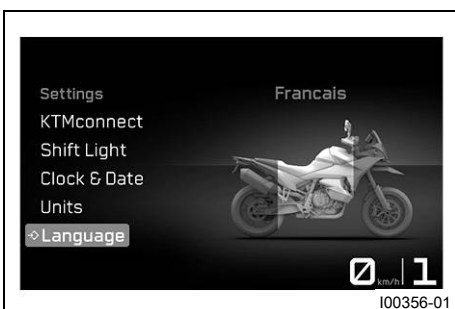 Settings
Francais
KTMconnect
Shift Light
Clock & Date
Units
Language
0 km/h 1
I00356-01